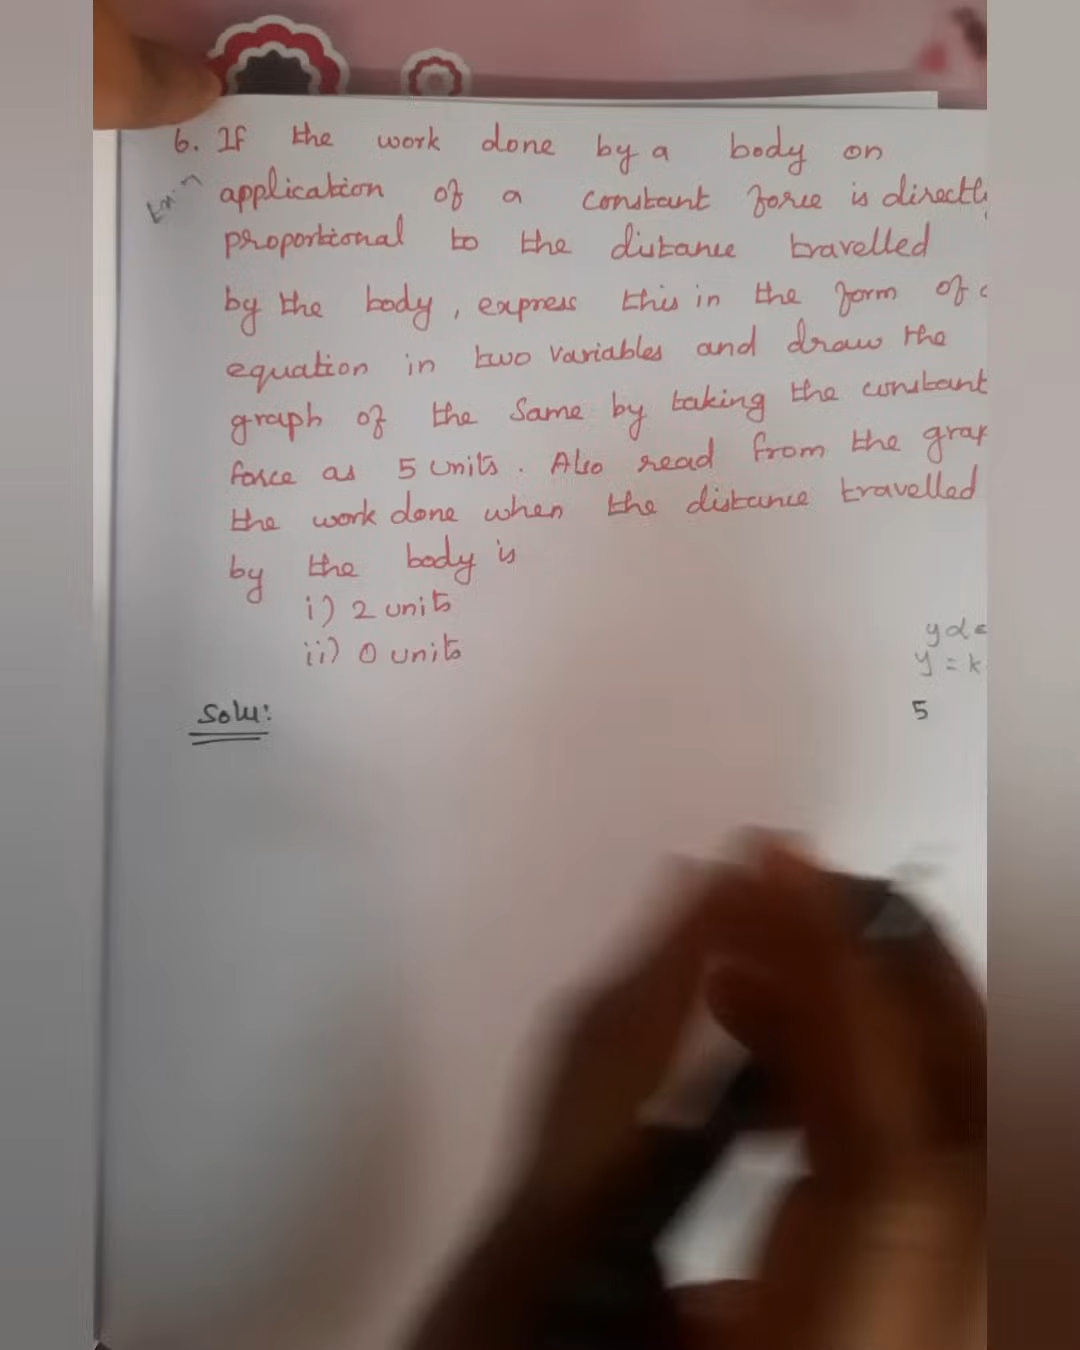 6. If the work done by a body on
application of a constant force is directly
proportional to the distance travelled
by the body, express this in the form of
equation in two variables and draw the
graph of the same by taking the constant
force as 5 units. Also read from the
the work done when the distance travelled
by the body is
i) 2 units
ii) 0 units
y α
y = k
Solu:
5